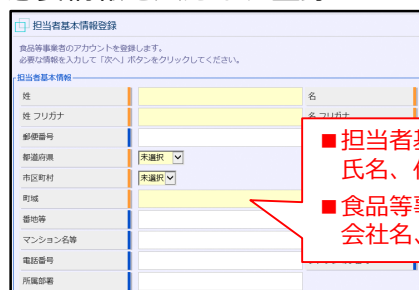 担当者基本情報登録
食品等事業者のアカウントを登録します。
必要な情報を入力して「次へ」ボタンをクリックしてください。
担当者基本情報
姓 名
姓 フリガナ
郵便番号
都道府県 未選択
市区町村 未選択
町域
番地等
マンション名等
電話番号
所属部署
■担当者
氏名、
■食品等
会社名、